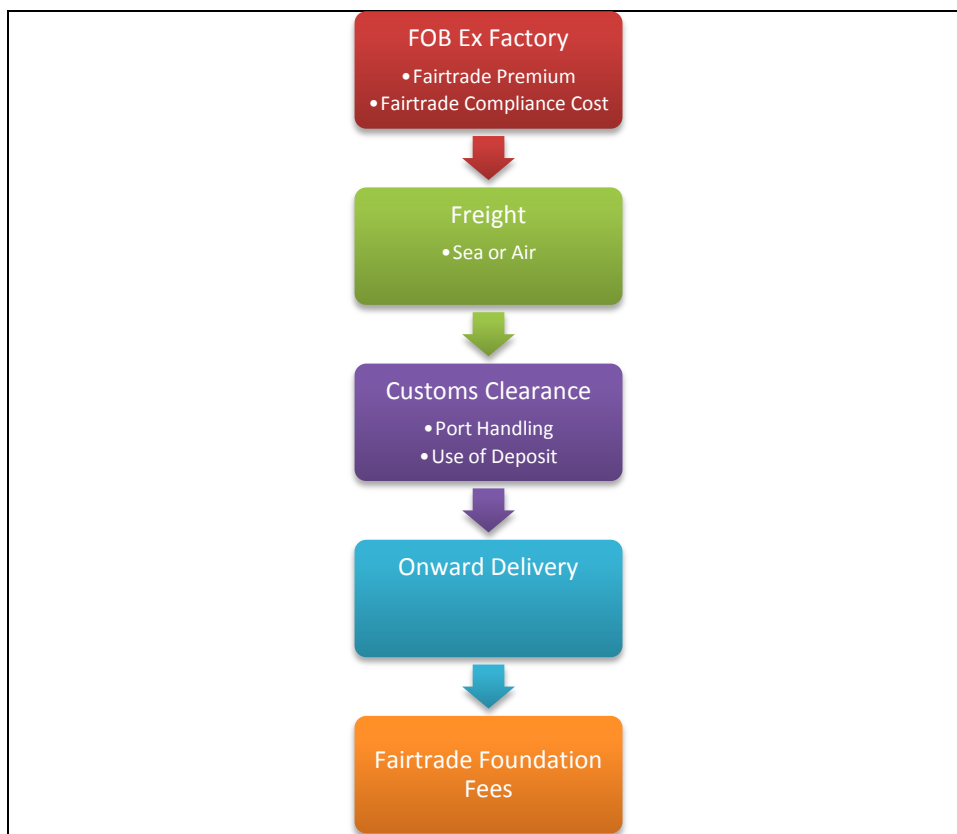 FOB Ex Factory
•Fairtrade Premium
•Fairtrade Compliance Cost
Freight
•Sea or Air
Customs Clearance
•Port Handling
•Use of Deposit
Onward Delivery
Fairtrade Foundation
Fees